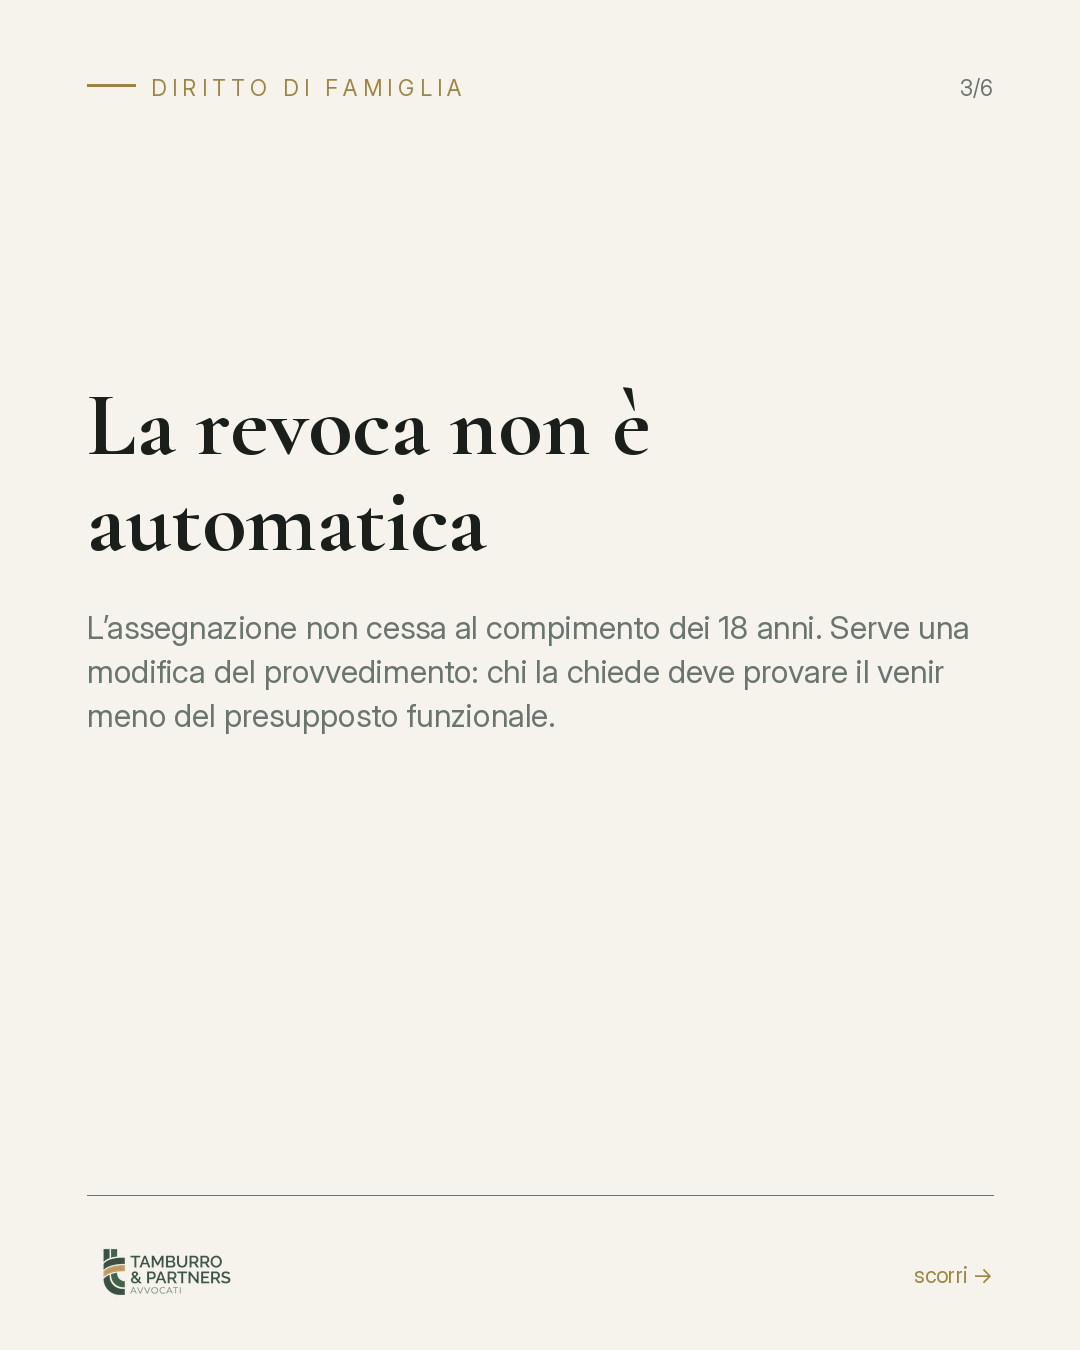 DIRITTO DI FAMIGLIA
3/6
La revoca non è
automatica
L’assegnazione non cessa al compimento dei 18 anni. Serve una
modifica del provvedimento: chi la chiede deve provare il venir
meno del presupposto funzionale.
TAMBURRO
& PARTNERS
AVVOCATI
scorri →